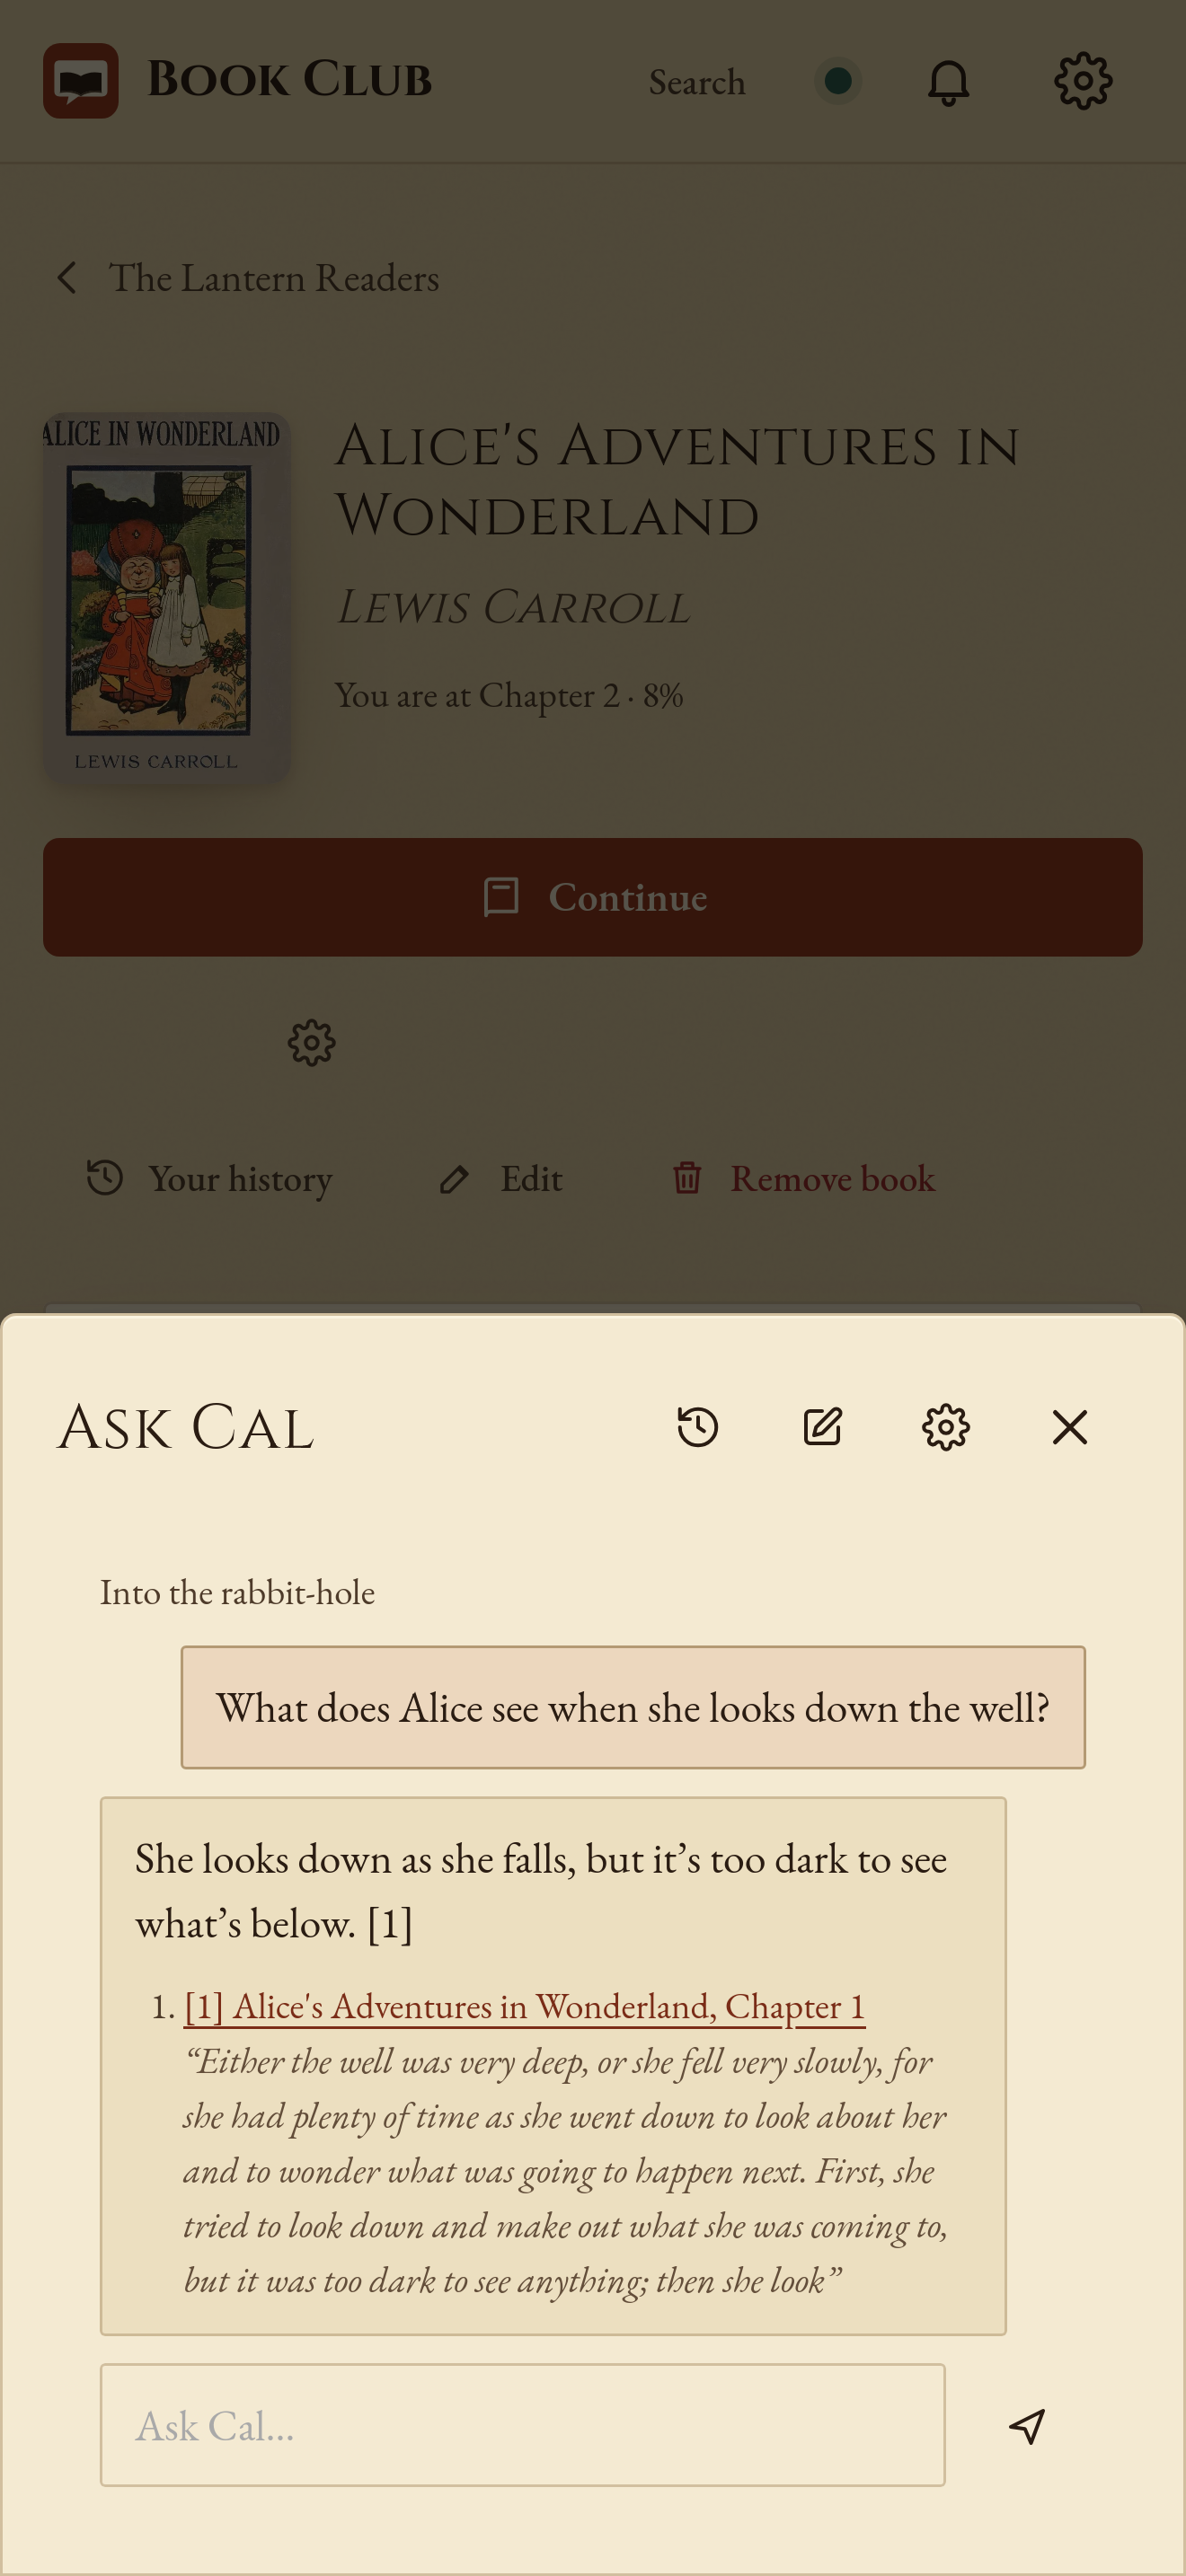 Book Club
Search
The Lantern Readers
ALICE IN WONDERLAND
LEWIS CARROLL
Alice's Adventures in
Wonderland
Lewis Carroll
You are at Chapter 2 · 8%
Continue
Your history
Edit
Remove book
Ask Cal
Into the rabbit-hole
What does Alice see when she looks down the well?
She looks down as she falls, but it’s too dark to see
what’s below. [1]
1. [1] Alice's Adventures in Wonderland, Chapter 1
“Either the well was very deep, or she fell very slowly, for
she had plenty of time as she went down to look about her
and to wonder what was going to happen next. First, she
tried to look down and make out what she was coming to,
but it was too dark to see anything; then she look”
Ask Cal...